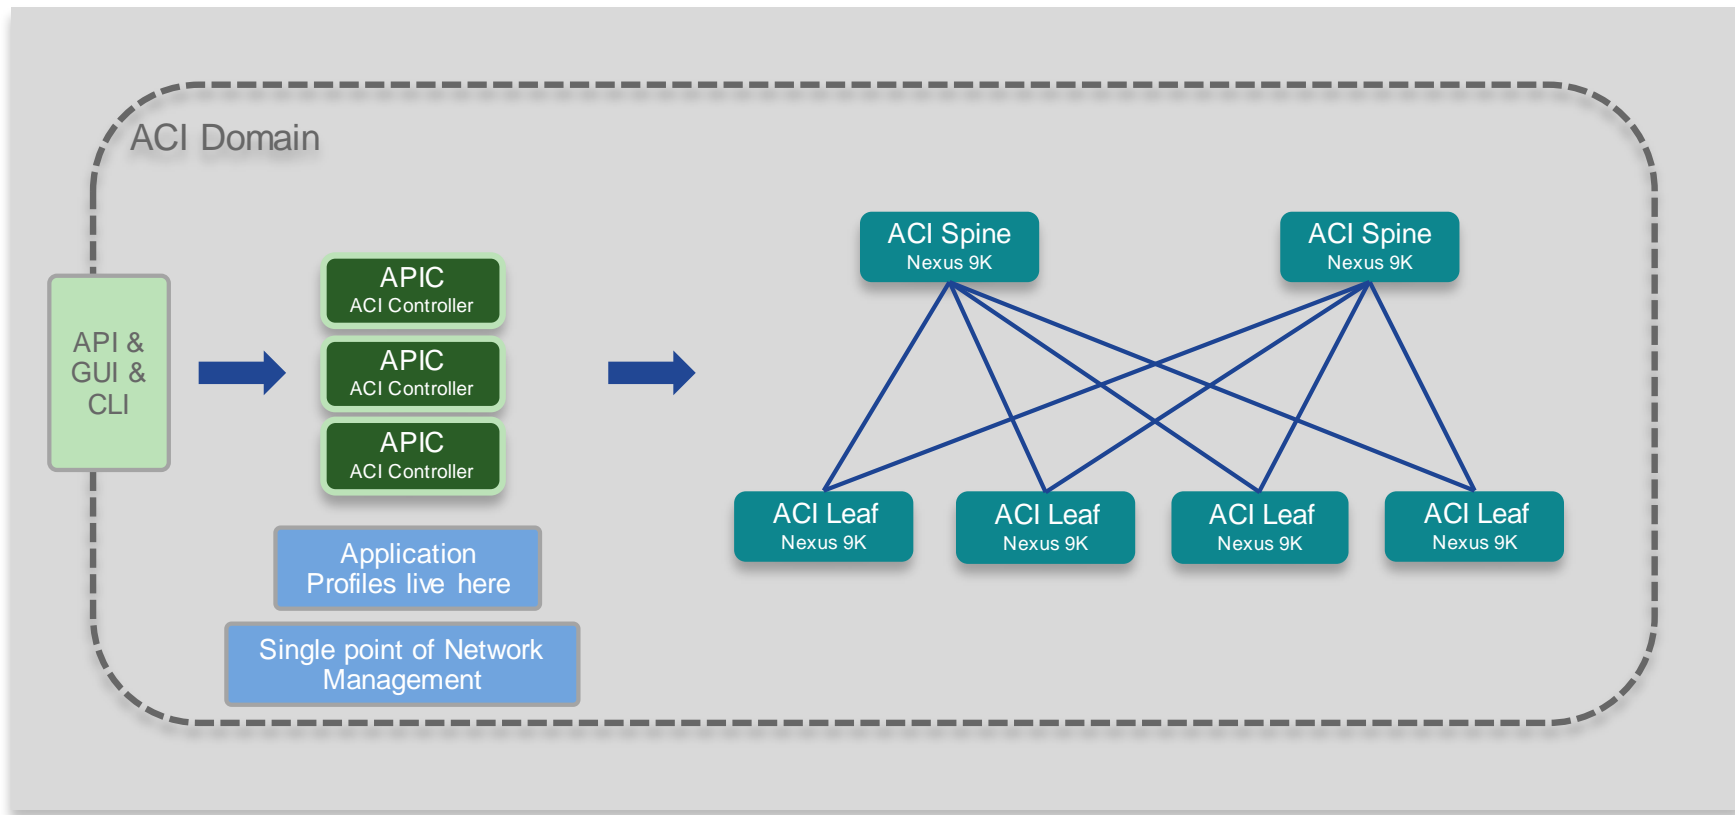 ACI Domain
API &
GUI &
CLI
APIC
ACI Controller
APIC
ACI Controller
APIC
ACI Controller
Application
Profiles live here
Single point of Network
Management
ACI Spine
Nexus 9K
ACI Spine
Nexus 9K
ACI Leaf
Nexus 9K
ACI Leaf
Nexus 9K
ACI Leaf
Nexus 9K
ACI Leaf
Nexus 9K